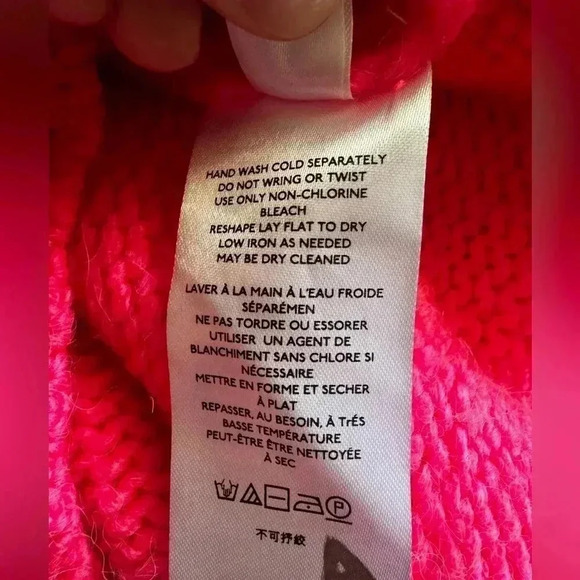 HAND WASH COLD SEPARATELY
DO NOT WRING OR TWIST
USE ONLY NON-CHLORINE
BLEACH
RESHAPE LAY FLAT TO DRY
LOW IRON AS NEEDED
MAY BE DRY CLEANED
LAVER À LA MAIN À L'EAU FROIDE
SÉPARÉMEN
NE PAS TORDRE OU ESSORER
UTILISER UN AGENT DE
BLANCHIMENT SANS CHLORE SI
NÉCESSAIRE
METTRE EN FORME ET SECHER
À PLAT
REPASSER, AU BESOIN, À TrÉS
BASSE TEMPÉRATURE
PEUT-ÊTRE ÊTRE NETTOYÉE
À SEC
P
不可拧绞